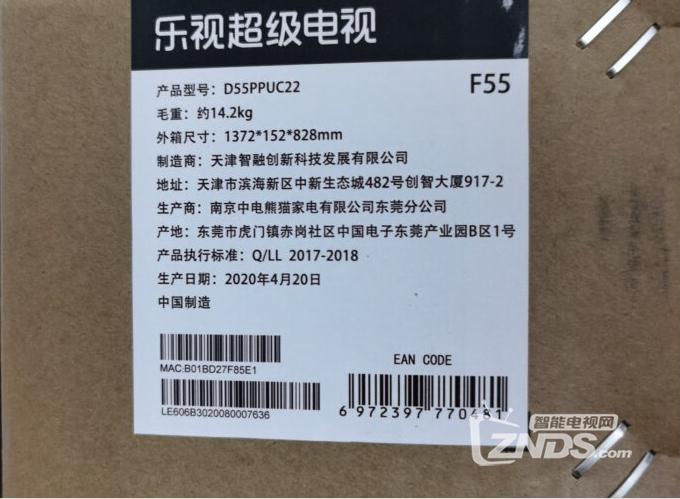 乐视超级电视
产品型号：D55PPUC22
F55
毛重：约14.2kg
外箱尺寸：1372*152*828mm
制造商：天津智融创新科技发展有限公司
地址：天津市滨海新区中新生态城482号创智大厦917-2
生产商：南京中电熊猫家电有限公司东莞分公司
产地：东莞市虎门镇赤岗社区中国电子东莞产业园B区1号
产品执行标准：Q/LL 2017-2018
生产日期：2020年4月20日
中国制造
MAC:B01BD27F85E1
EAN CODE
LE606B3020080007636
6 972397 770481
智能电视网
ZNDS.com